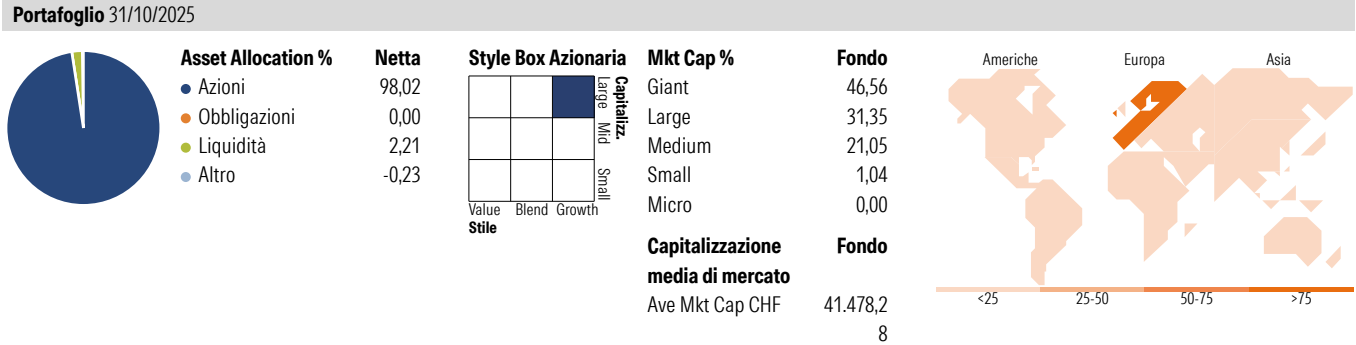 Portafoglio 31/10/2025
Asset Allocation % Netta
Azioni 98,02
Obbligazioni 0,00
Liquidità 2,21
Altro -0,23
Style Box Azionaria
Large Mid Small
Capitalizz.
Value Blend Growth
Stile
Mkt Cap % Fondo
Giant 46,56
Large 31,35
Medium 21,05
Small 1,04
Micro 0,00
Capitalizzazione Fondo
media di mercato
Ave Mkt Cap CHF 41.478,2
8
Americhe Europa Asia
<25 25-50 50-75 >75